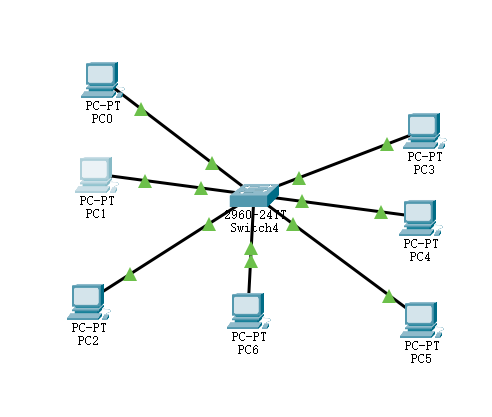 PC-PT
PC0
PC-PT
PC3
PC-PT
PC1
2960-24TT
Switch4
PC-PT
PC4
PC-PT
PC2
PC-PT
PC6
PC-PT
PC5